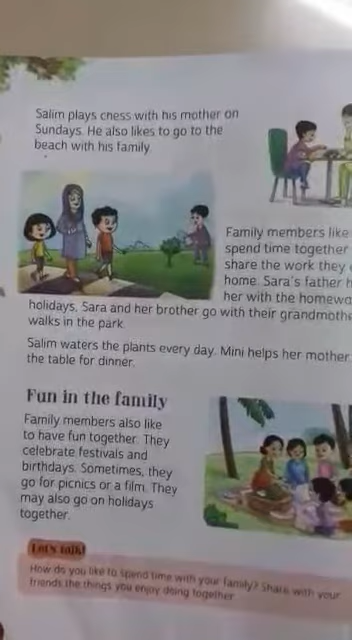 Salim plays chess with his mother on
Sundays. He also likes to go to the
beach with his family.
Family members like
spend time together
share the work they
home. Sara's father
her with the
holidays, Sara and her brother go with their
walks in the park.
Salim waters the plants every day. Mini helps her mother
the table for dinner.
Fun in the family
Family members also like
to have fun together. They
celebrate festivals and
birthdays. Sometimes, they
go for picnics or a film. They
may also go on holidays
together.
Let's talk!
How do you like to spend time with your family? Share with your
friends the things you enjoy doing together.